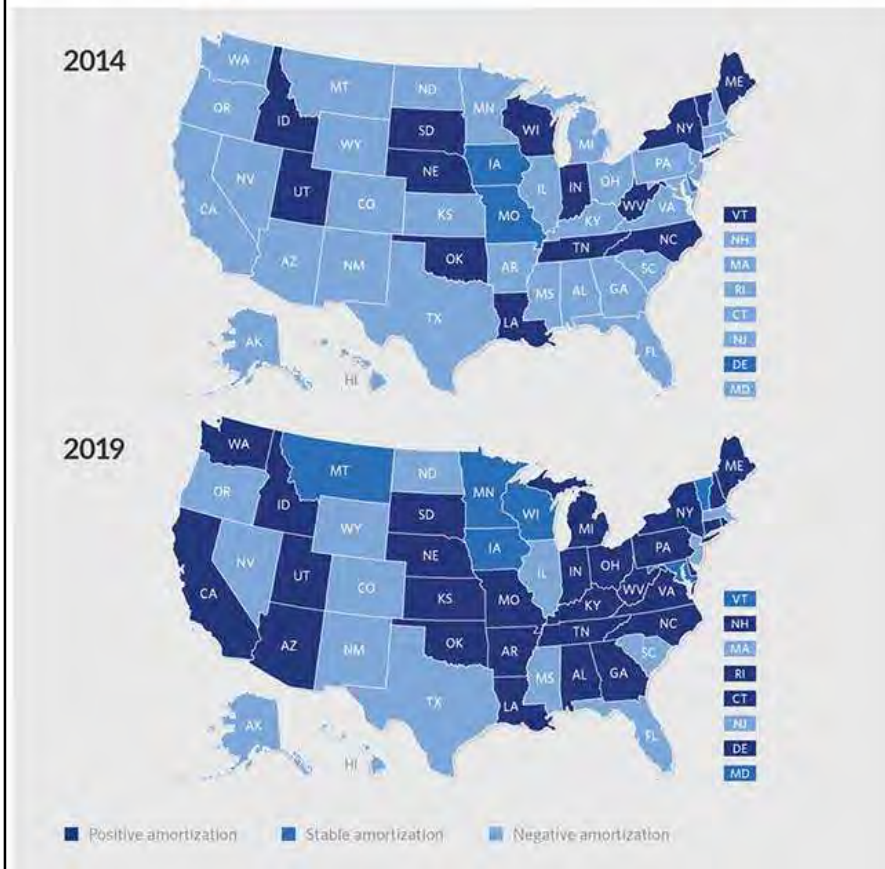 2014
WA
MT
ND
MN
ME
OR
ID
SD
WI
MI
NY
WY
IA
PA
NE
NV
UT
IL
IN
OH
CO
WV
VA
CA
KS
MO
KY
VT
OK
TN
NC
NH
AZ
NM
AR
SC
MA
MS
AL
GA
RI
TX
LA
CT
AK
FL
NJ
HI
DE
MD
2019
WA
MT
ND
MN
ME
OR
ID
SD
WI
MI
NY
WY
IA
PA
NE
NV
UT
IL
IN
OH
CO
WV
VA
CA
KS
MO
KY
VT
OK
TN
NC
NH
AZ
NM
AR
SC
MA
MS
AL
GA
RI
TX
LA
CT
AK
FL
NJ
HI
DE
MD
Positive amortization
Stable amortization
Negative amortization